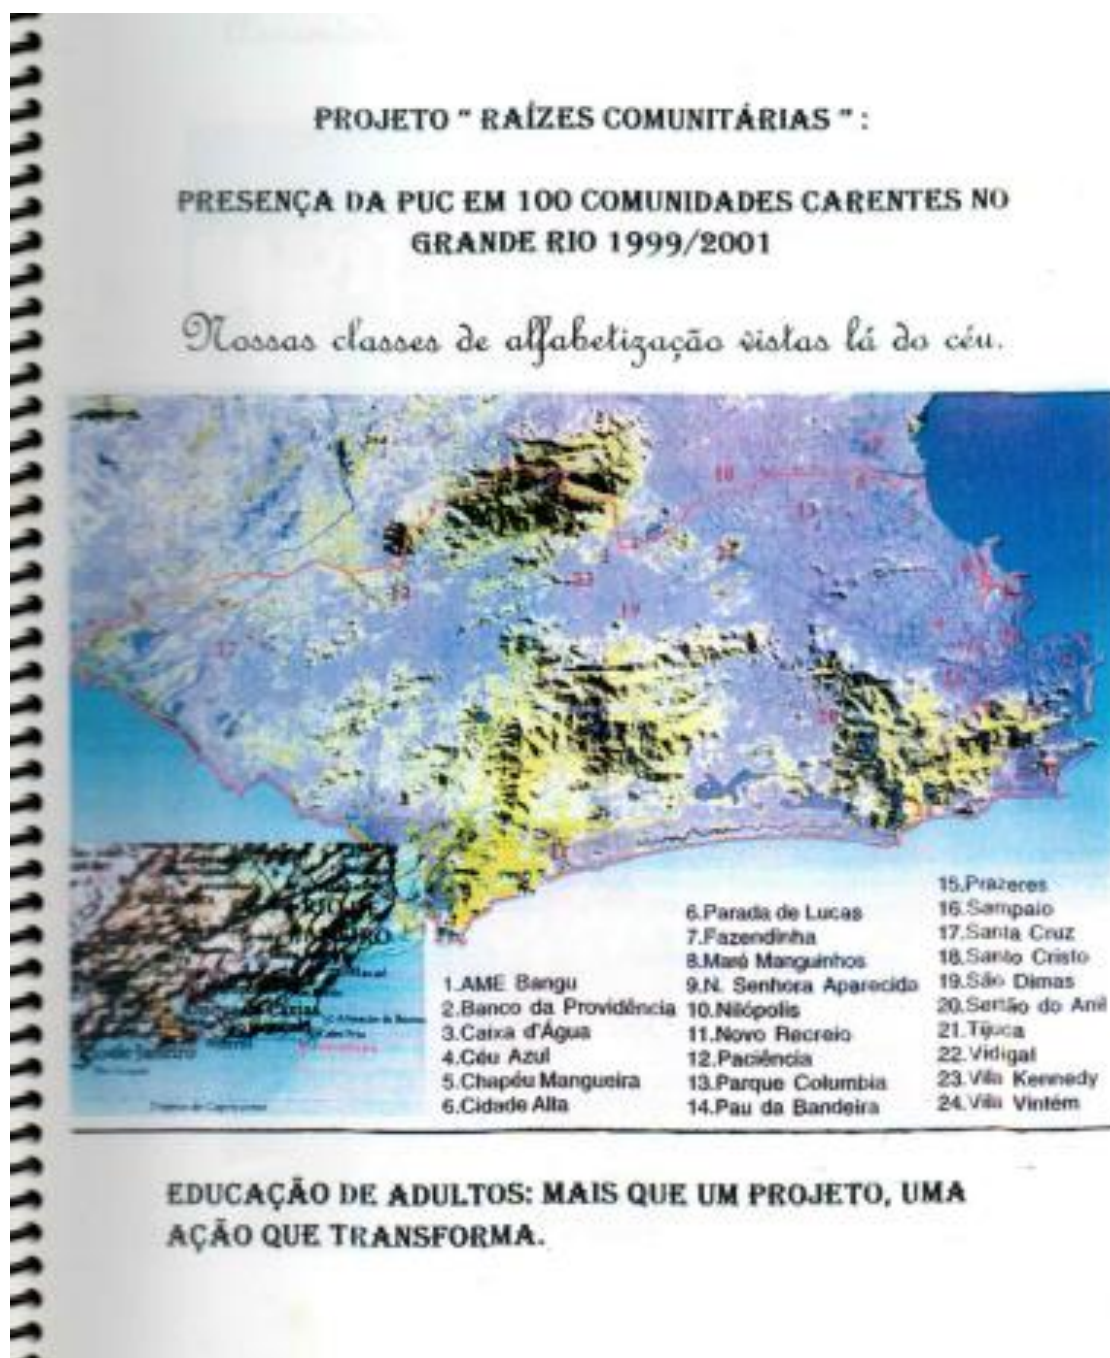 PROJETO " RAÍZES COMUNITÁRIAS " :
PRESENÇA DA PUC EM 100 COMUNIDADES CARENTES NO
GRANDE RIO 1999/2001
Nossas classes de alfabetização vistas lá do céu.
1.AME Bangu
2.Banco da Providência
3.Caixa d'Água
4.Céu Azul
5.Chapéu Mangueira
6.Cidade Alta
6.Parada de Lucas
7.Fazendinha
8.Maré Manguinhos
9.N. Senhora Aparecida
10.Nilópolis
11.Novo Recreio
12.Paciência
13.Parque Columbia
14.Pau da Bandeira
15.Prazeres
16.Sampaio
17.Santa Cruz
18.Santo Cristo
19.São Dimas
20.Sertão do Anil
21.Tijuca
22.Vidigal
23.Vila Kennedy
24.Vila Vintém
EDUCAÇÃO DE ADULTOS: MAIS QUE UM PROJETO, UMA
AÇÃO QUE TRANSFORMA.